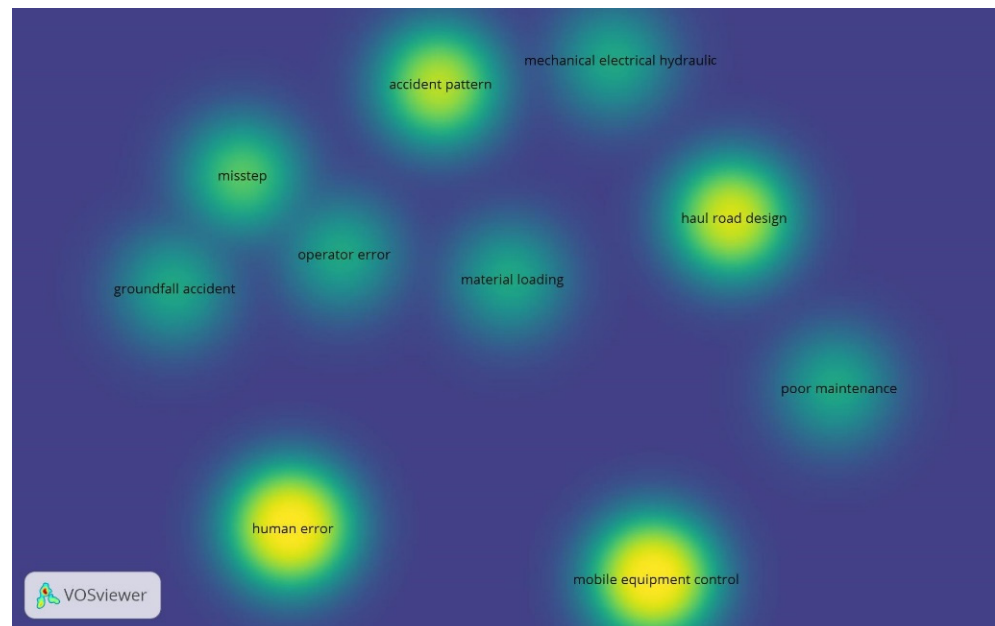 mechanical electrical hydraulic
accident pattern
misstep
haul road design
operator error
material loading
groundfall accident
poor maintenance
human error
mobile equipment control
VOSviewer